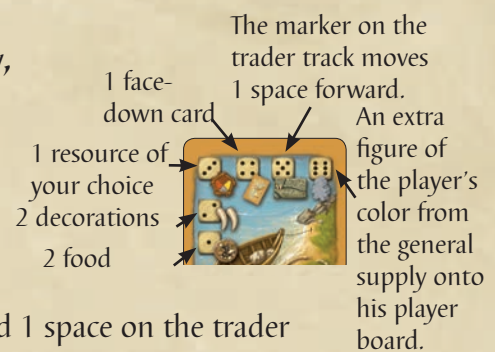 The marker on the
trader track moves
1 space forward.
1 face-
down card
An extra
figure of
the player's
color from
the general
supply onto
his player
board.
1 resource of
your choice
2 decorations
2 food
d 1 space on the trader